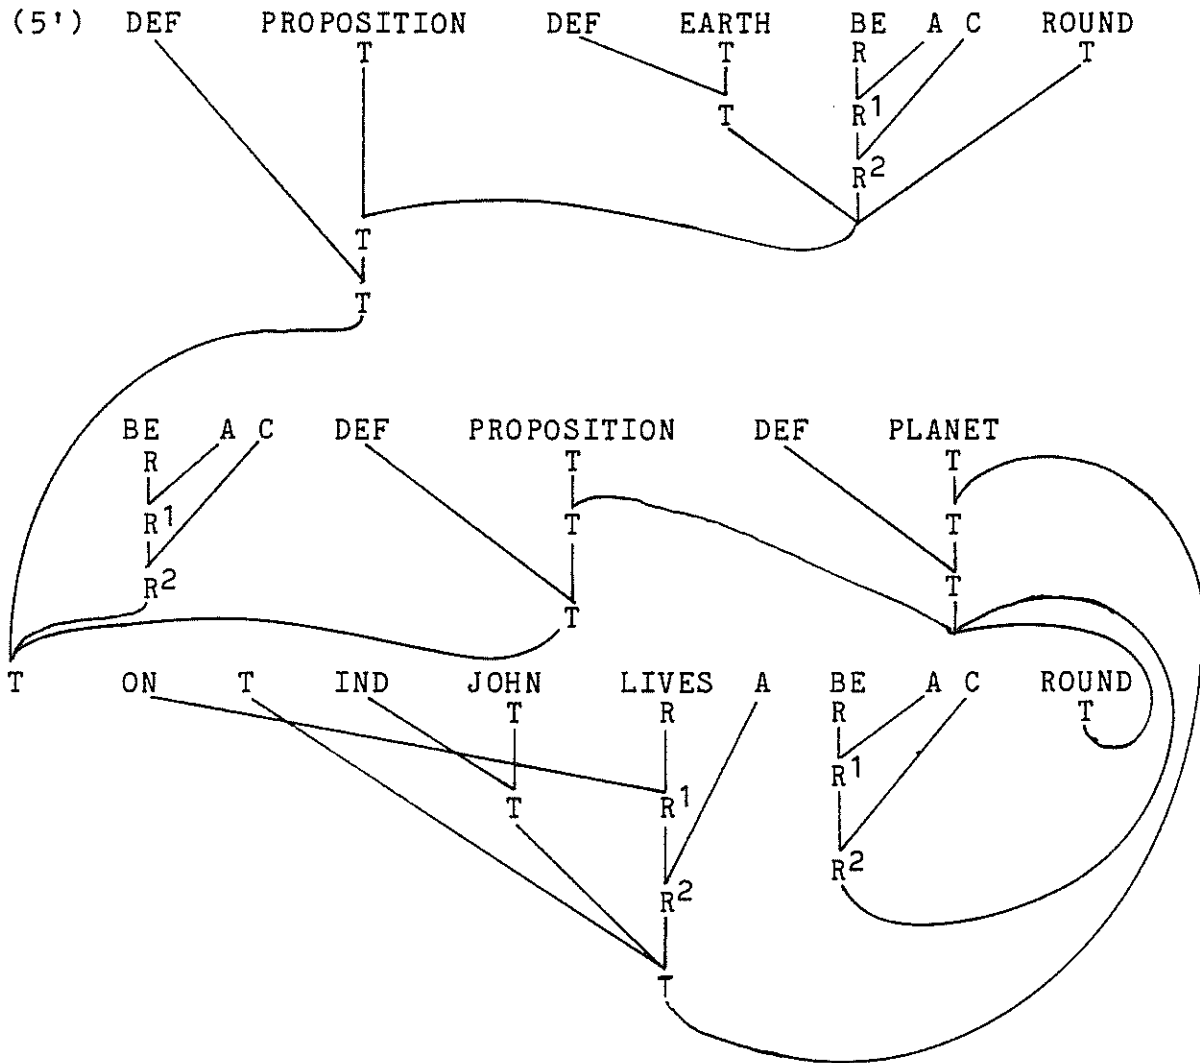 (5') DEF PROPOSITION DEF EARTH BE A C ROUND
T T R T
T R1
R2
T
T
BE A C DEF PROPOSITION DEF PLANET
R T T
R1 T T
R2 T
T
T ON T IND JOHN LIVES A BE A C ROUND
T R R T
R1
T R1
R2
R2
T